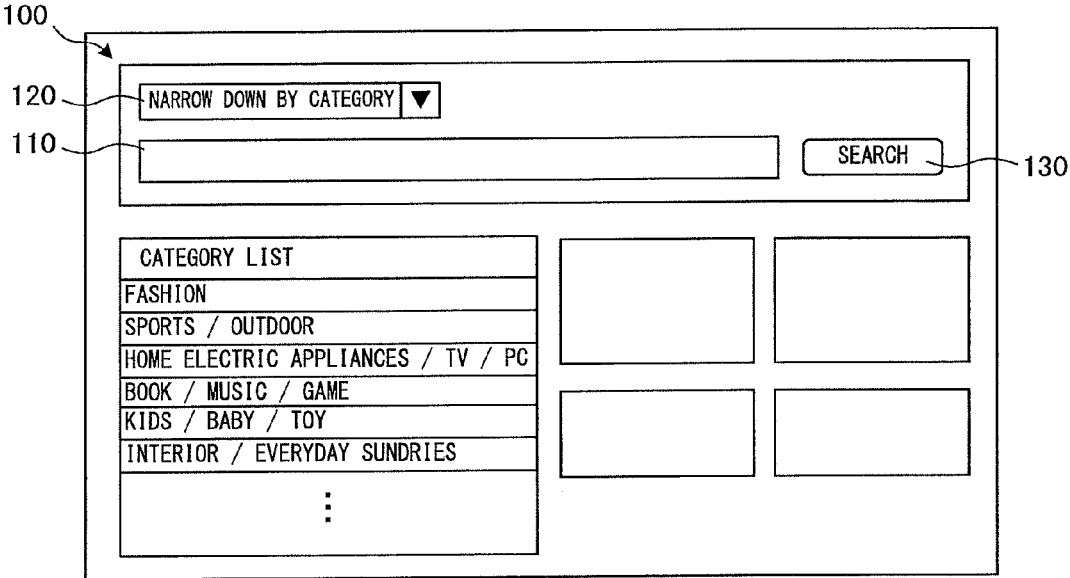 100
120
NARROW DOWN BY CATEGORY ▼
110
SEARCH
130
CATEGORY LIST
FASHION
SPORTS / OUTDOOR
HOME ELECTRIC APPLIANCES / TV / PC
BOOK / MUSIC / GAME
KIDS / BABY / TOY
INTERIOR / EVERYDAY SUNDRIES
⋮